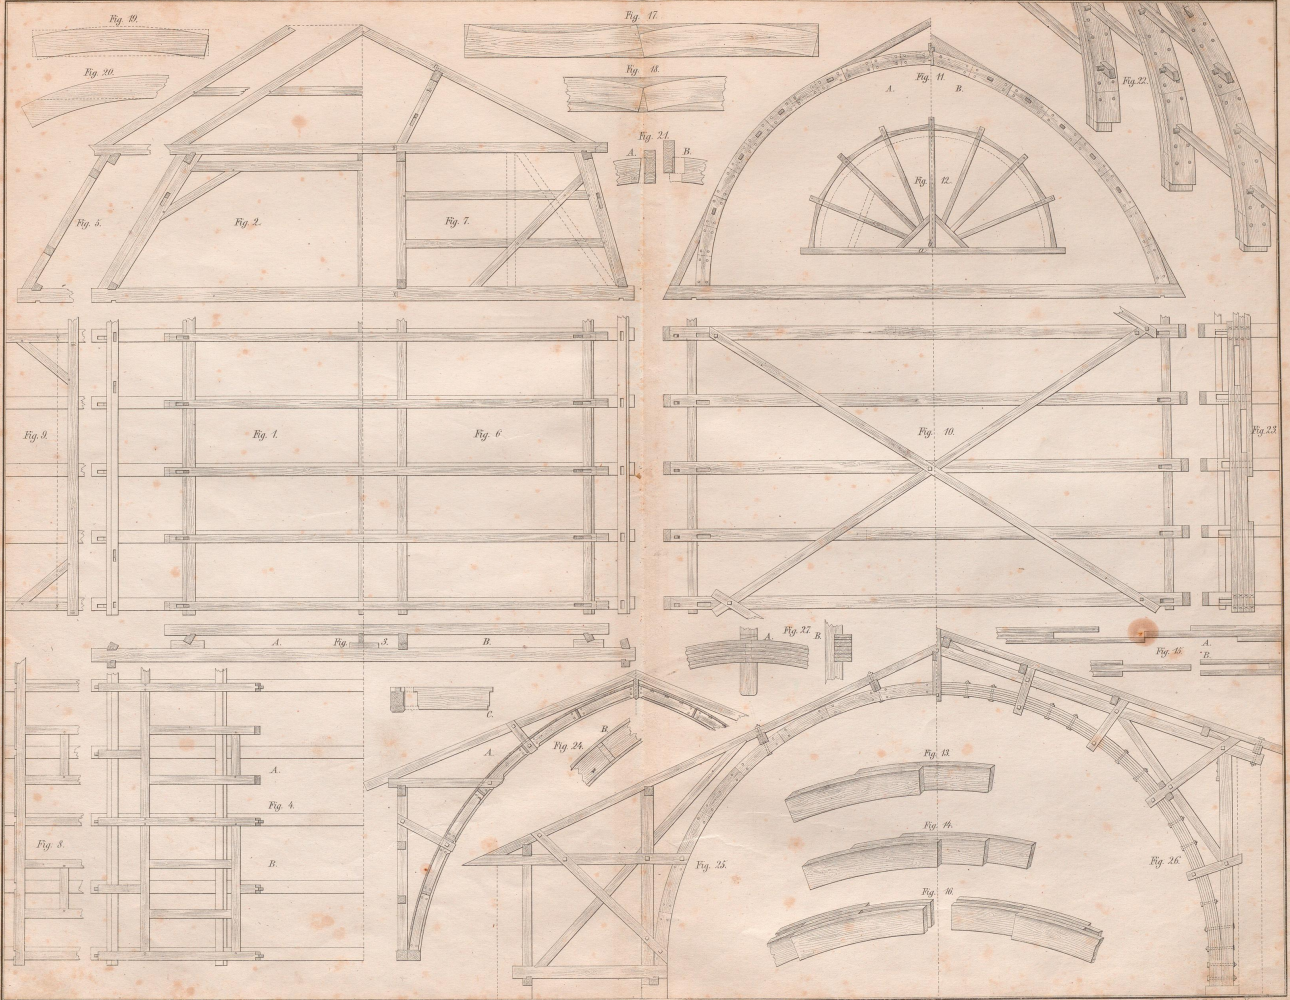 Fig. 19.
Fig. 17.
Fig. 20.
Fig. 18.
Fig. 11.
A. B.
Fig. 22.
Fig. 21.
A. B.
Fig. 12.
a.
Fig. 5.
Fig. 2.
Fig. 7.
Fig. 9.
Fig. 1.
Fig. 6
Fig. 10.
Fig. 23.
A. Fig. 3. B.
Fig. 27.
A. B.
Fig. 15.
A.
B.
C.
A.
Fig. 24.
B.
Fig. 13.
A.
Fig. 4.
B.
Fig. 8.
Fig. 14.
Fig. 25.
Fig. 26.
Fig. 16.